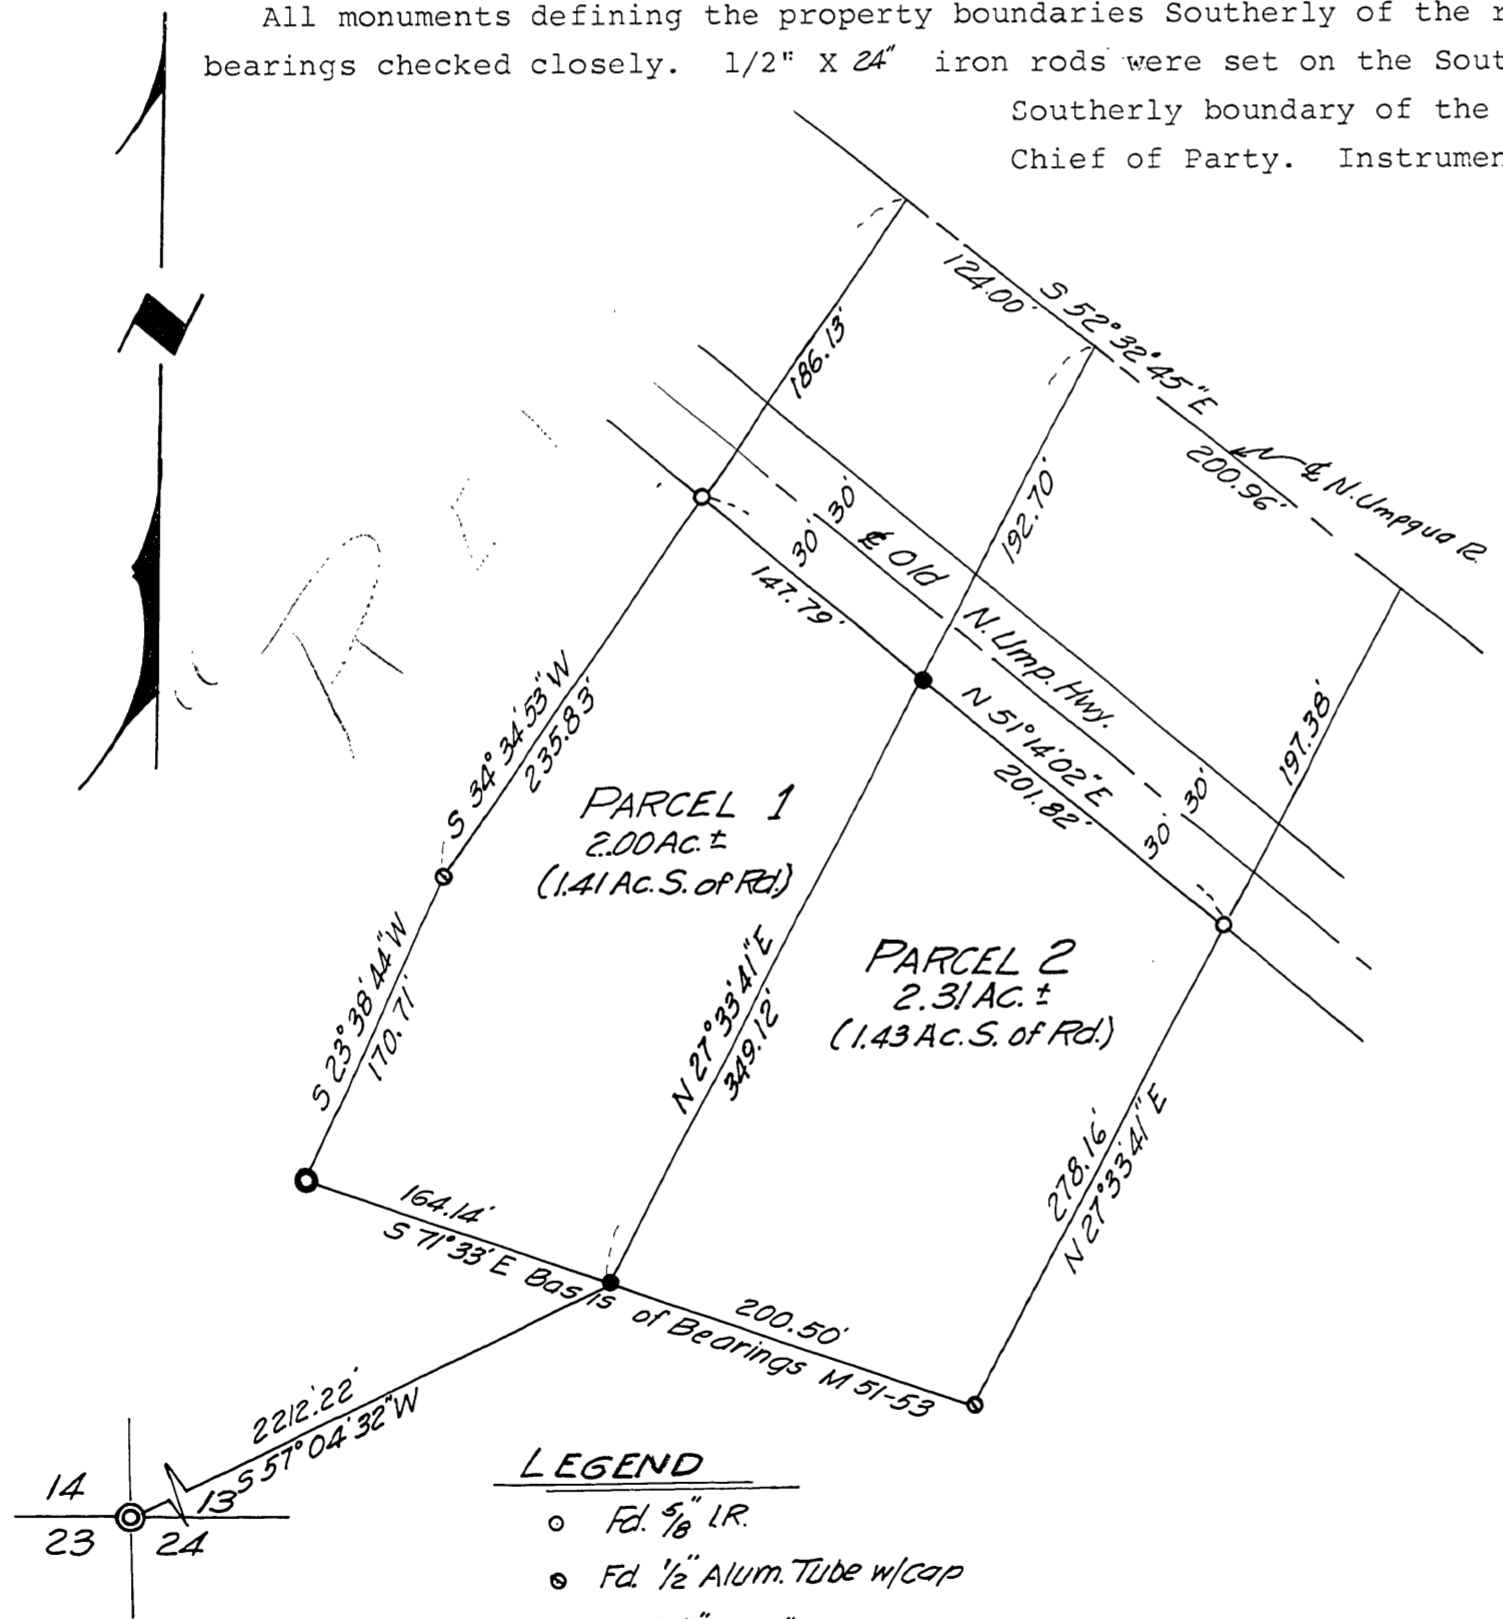 All monuments defining the property boundaries Southerly of the
bearings checked closely. 1/2" X 24" iron rods were set on the
Southerly boundary of the
Chief of Party.
124.00'
S 52°32'45"E
186.13'
200.96'
℄ N. Umpqua R.
192.70'
30' 30'
℄ Old N. Ump. Hwy.
147.79'
N 51°14'02"E
201.82'
197.38'
30' 30'
S 34°34'53"W
235.83'
PARCEL 1
2.00 Ac. ±
(1.41 Ac. S. of Rd.)
PARCEL 2
2.31 AC. ±
(1.43 Ac. S. of Rd.)
S 23°38'44"W
170.71'
N 27°33'41"E
349.12'
278.16'
N 27°33'41"E
164.14'
S 71°33'E Basis of Bearings M 51-53
200.50'
2212.22'
S 57°04'32"W
14
13
23
24
LEGEND
Fd. 5/8" I.R.
Fd. 1/2" Alum. Tube w/cap